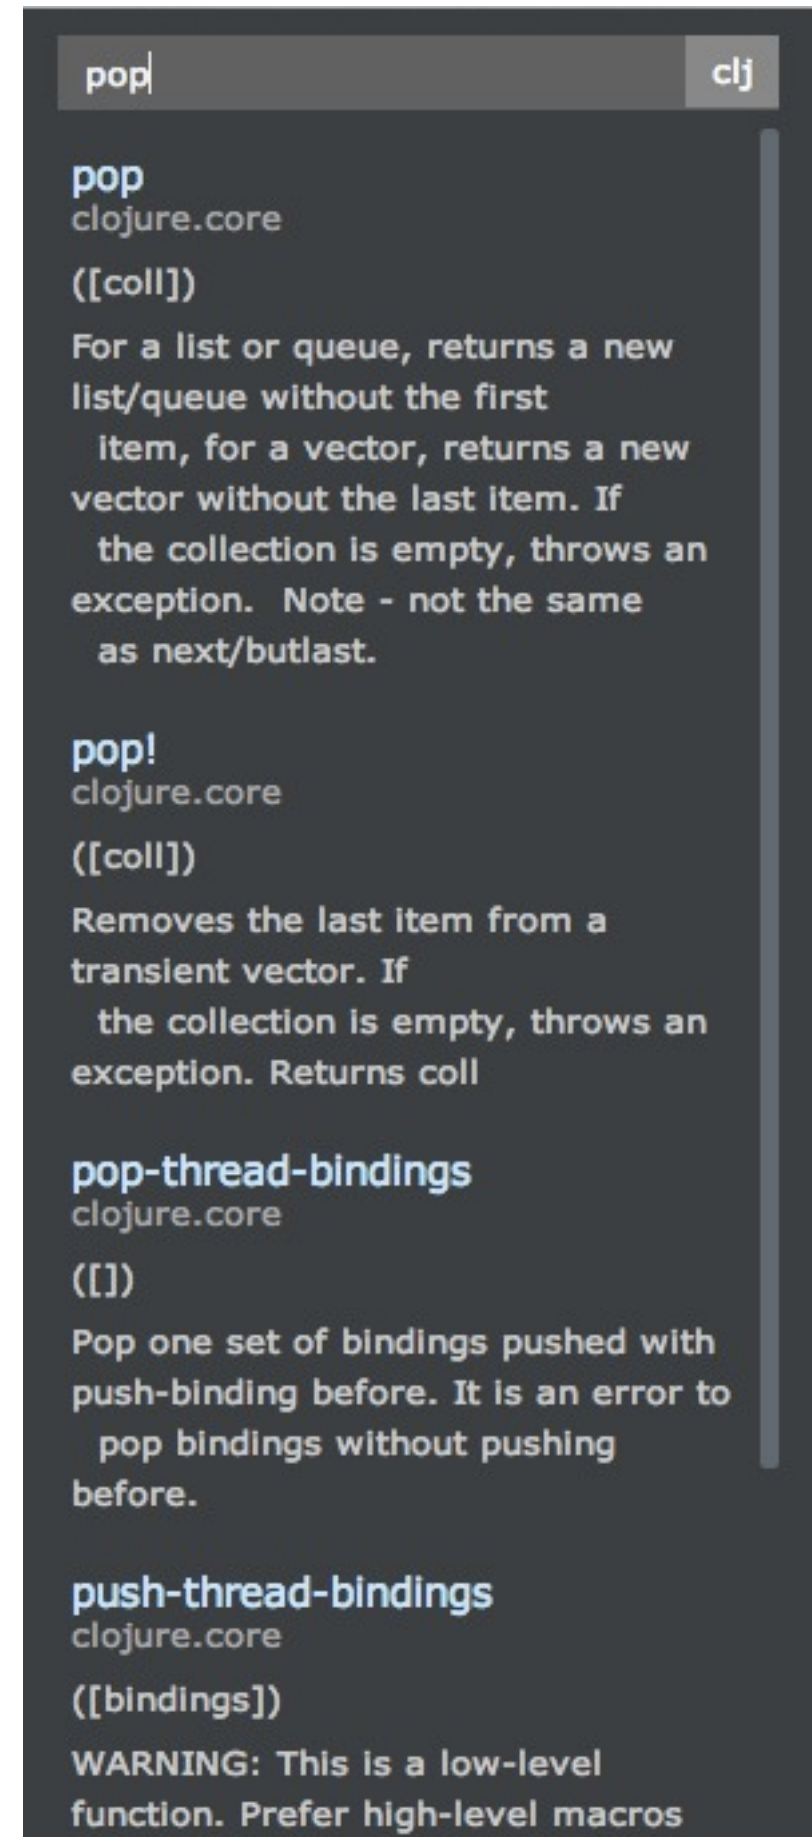 pop
clj
pop
clojure.core
([coll])
For a list or queue, returns a new
list/queue without the first
item, for a vector, returns a new
vector without the last item. If
the collection is empty, throws an
exception.  Note - not the same
as next/butlast.
pop!
clojure.core
([coll])
Removes the last item from a
transient vector. If
the collection is empty, throws an
exception. Returns coll
pop-thread-bindings
clojure.core
([])
Pop one set of bindings pushed with
push-binding before. It is an error to
pop bindings without pushing
before.
push-thread-bindings
clojure.core
([bindings])
WARNING: This is a low-level
function. Prefer high-level macros